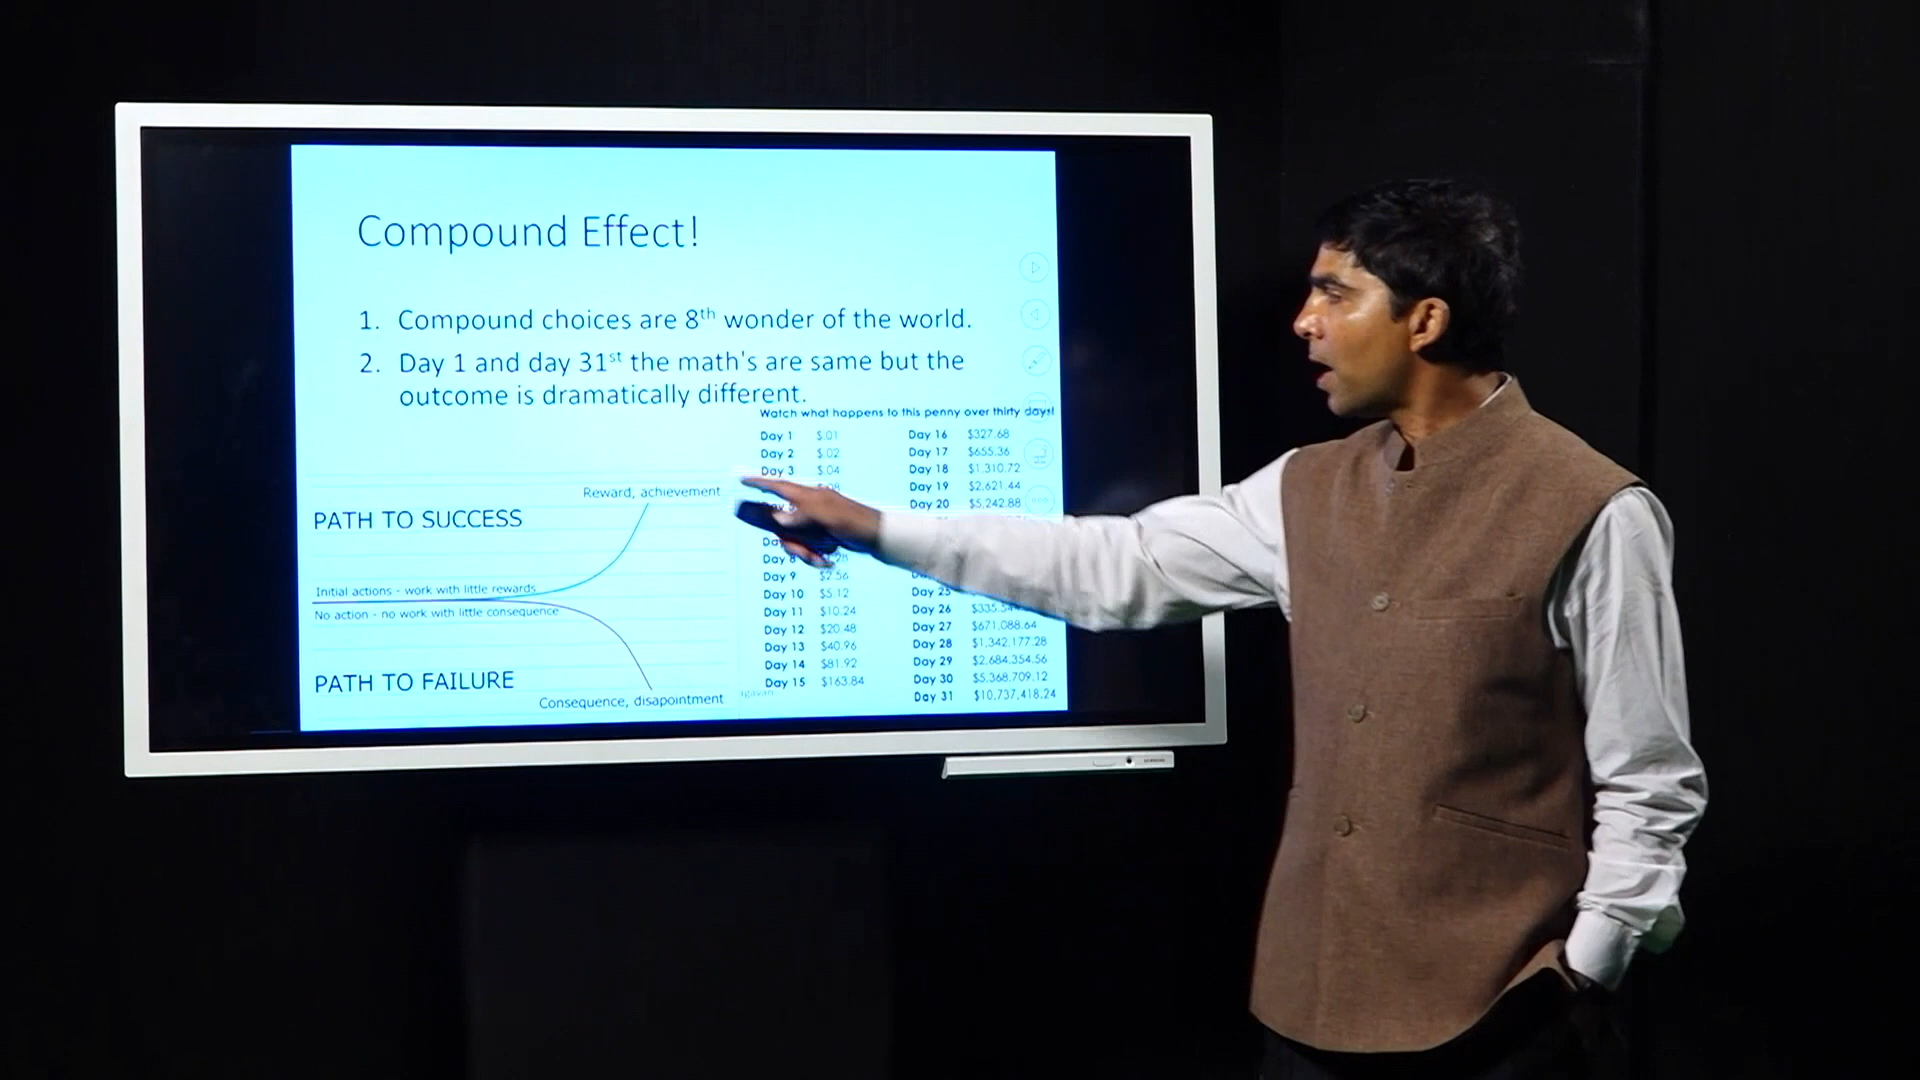 Compound Effect!
1. Compound choices are 8th wonder of the world.
2. Day 1 and day 31st the math's are same but the
outcome is dramatically different.
Watch what happens to this penny over thirty days!
Day 1 $.01
Day 2 $.02
Day 3 $.04
Day 8
Day 9 $2.56
Day 10 $5.12
Day 11 $10.24
Day 12 $20.48
Day 13 $40.96
Day 14 $81.92
Day 15 $163.84
Day 16 $327.68
Day 17 $655.36
Day 18 $1,310.72
Day 19 $2,621.44
Day 20 $5,242.88
Day 25
Day 26
Day 27 $671,088.64
Day 28 $1,342,177.28
Day 29 $2,684,354.56
Day 30 $5,368,709.12
Day 31 $10,737,418.24
Reward, achievement
PATH TO SUCCESS
Initial actions - work with little rewards
No action - no work with little consequence
PATH TO FAILURE
Consequence, disapointment